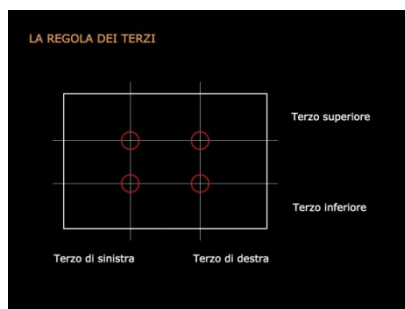 LA REGOLA DEI TERZI
Terzo superiore
Terzo inferiore
Terzo di sinistra
Terzo di destra